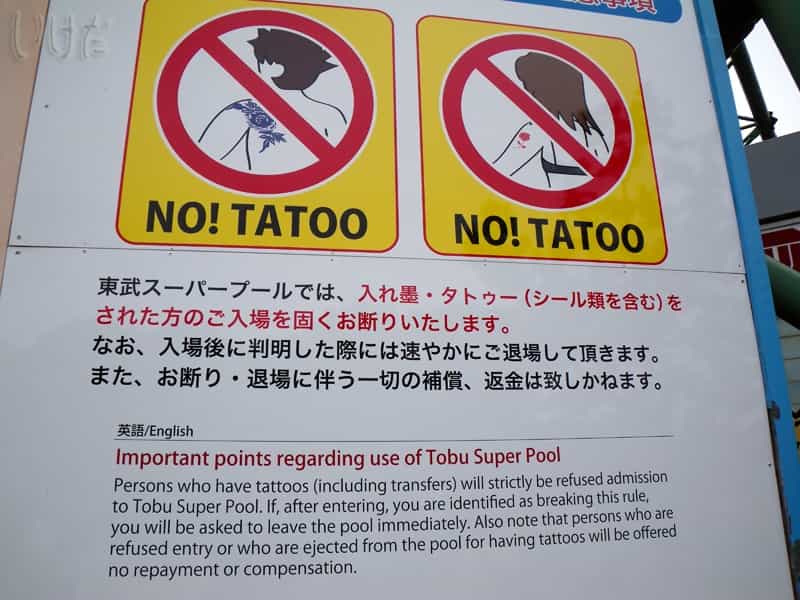 いけだ
意事項
NO! TATOO
NO! TATOO
東武スーパープールでは、入れ墨・タトゥー(シール類を含む)を
された方のご入場を固くお断りいたします。
なお、入場後に判明した際には速やかにご退場して頂きます。
また、お断り・退場に伴う一切の補償、返金は致しかねます。
英語/English
Important points regarding use of Tobu Super Pool
Persons who have tattoos (including transfers) will strictly be refused admission
to Tobu Super Pool. If, after entering, you are identified as breaking this rule,
you will be asked to leave the pool immediately. Also note that persons who are
refused entry or who are ejected from the pool for having tattoos will be offered
no repayment or compensation.